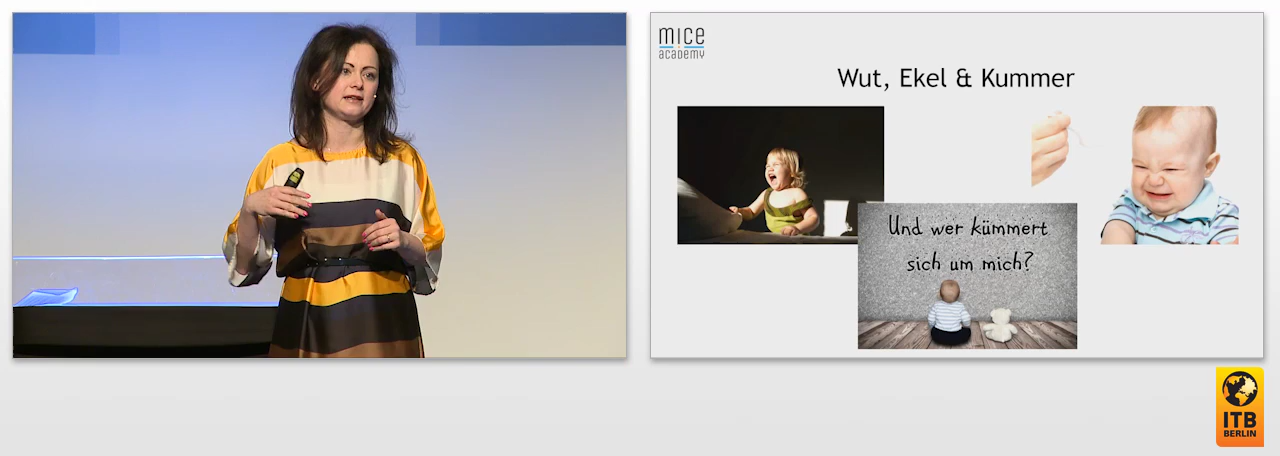 mice
academy
Wut, Ekel & Kummer
Und wer kümmert
sich um mich?
ITB
BERLIN